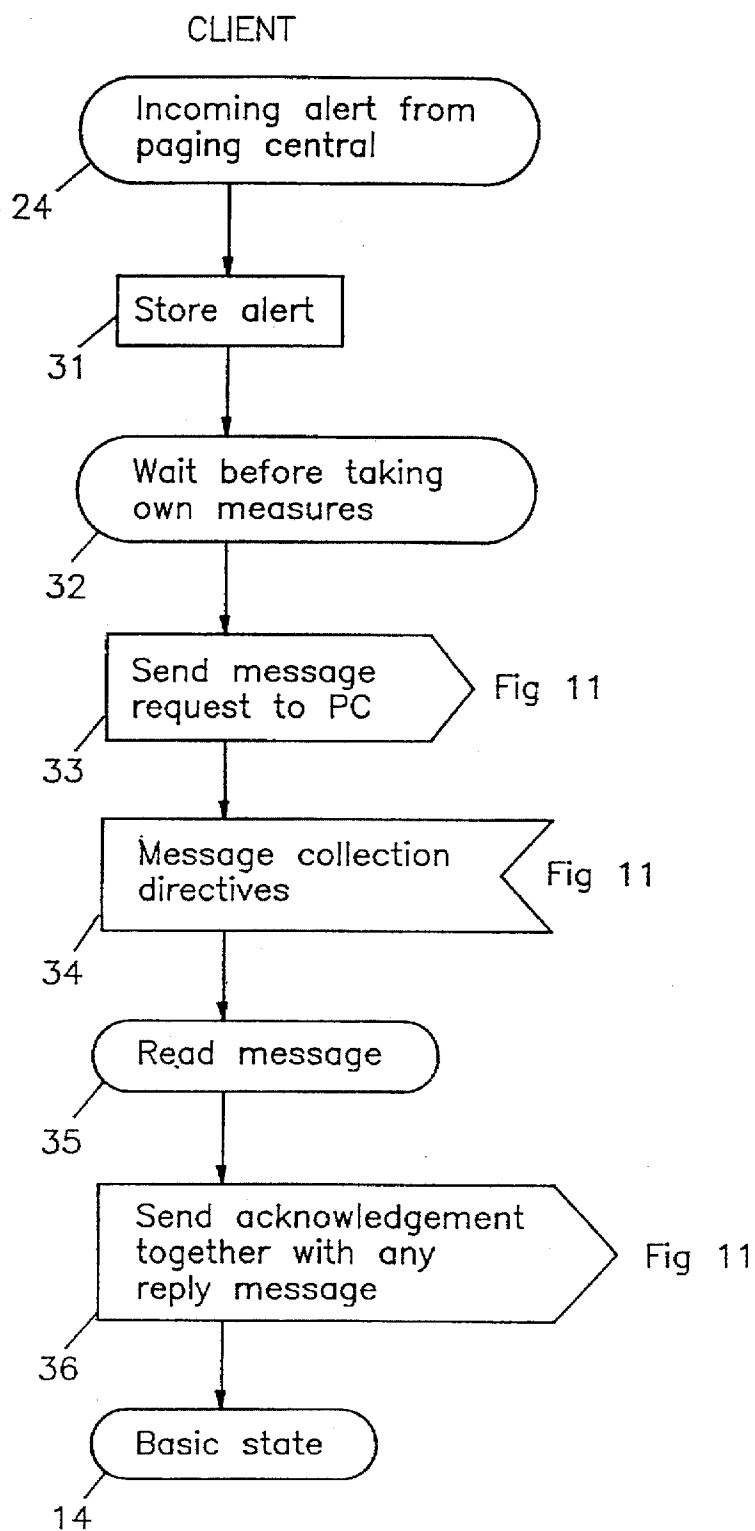 CLIENT
Incoming alert from
paging central
24
Store alert
31
Wait before taking
own measures
32
Send message
request to PC
Fig 11
33
Message collection
directives
Fig 11
34
Read message
35
Send acknowledgement
together with any
reply message
Fig 11
36
Basic state
14